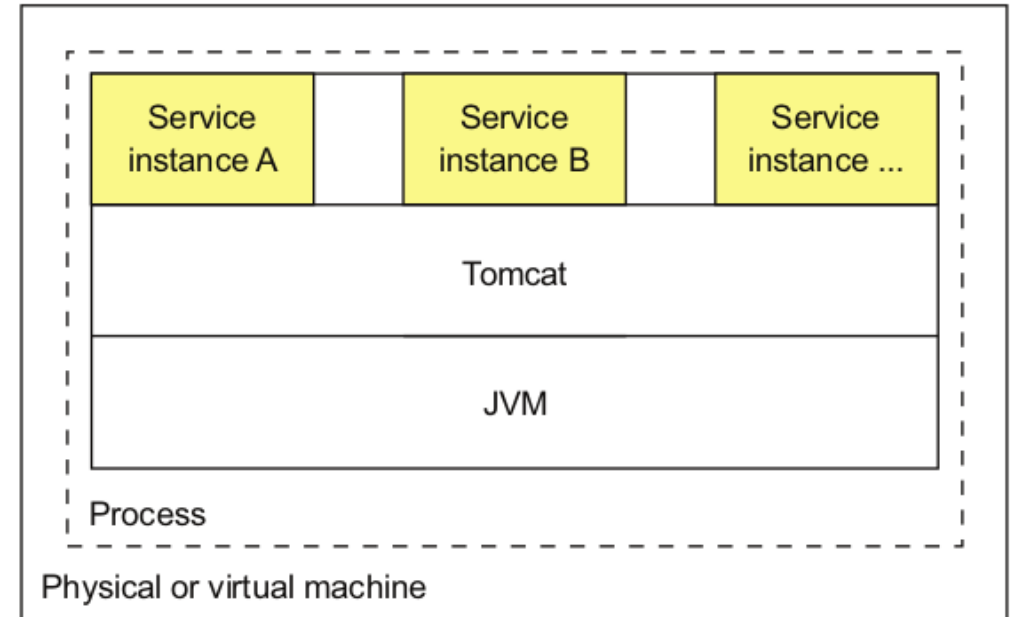 Service
instance A
Service
instance B
Service
instance ...
Tomcat
JVM
Process
Physical or virtual machine